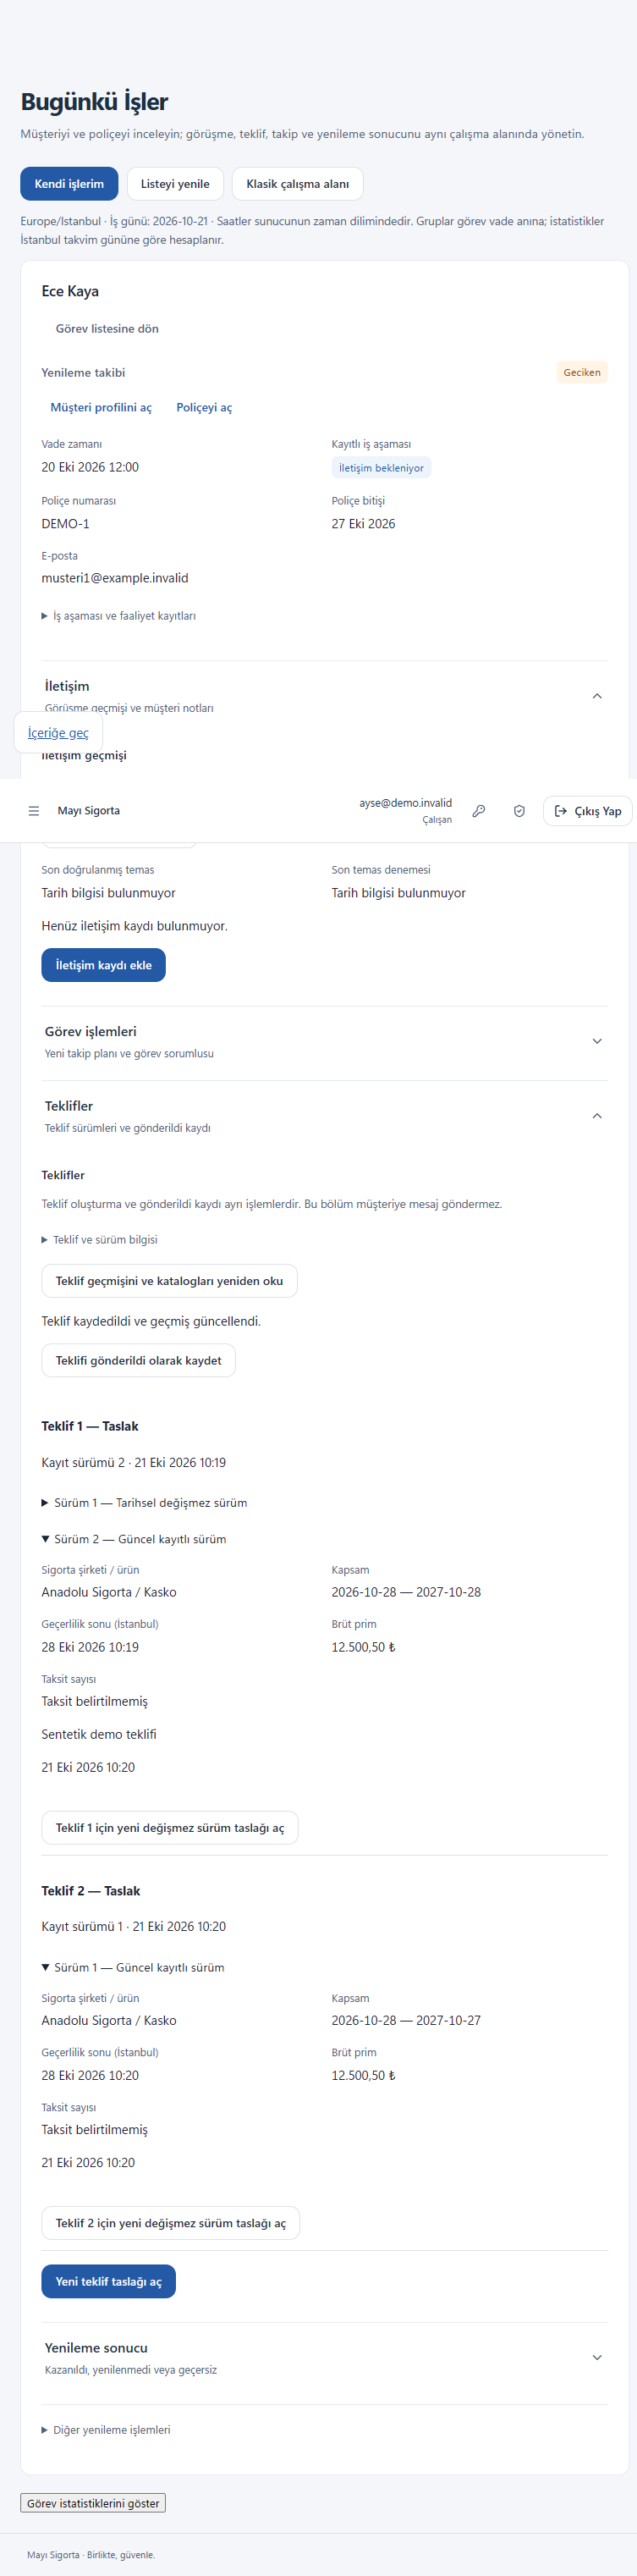 Bugünkü İşler
Müşteriyi ve poliçeyi inceleyin; görüşme, teklif, takip ve yenileme sonucunu aynı çalışma alanında yönetin.
Kendi işlerim
Listeyi yenile
Klasik çalışma alanı
Europe/Istanbul · İş günü: 2026-10-21 · Saatler sunucunun zaman dilimindedir. Gruplar görev vade anına; istatistikler
İstanbul takvim gününe göre hesaplanır.
Ece Kaya
Görev listesine dön
Yenileme takibi
Geciken
Müşteri profilini aç
Poliçeyi aç
Vade zamanı
Kayıtlı iş aşaması
20 Eki 2026 12:00
İletişim bekleniyor
Poliçe numarası
Poliçe bitişi
DEMO-1
27 Eki 2026
E-posta
musteri1@example.invalid
İş aşaması ve faaliyet kayıtları
İletişim
Görüşme geçmişi ve müşteri notları
İçeriğe geç
İletişim geçmişi
Mayı Sigorta
ayse@demo.invalid
Çalışan
Çıkış Yap
Son doğrulanmış temas
Son temas denemesi
Tarih bilgisi bulunmuyor
Tarih bilgisi bulunmuyor
Henüz iletişim kaydı bulunmuyor.
İletişim kaydı ekle
Görev işlemleri
Yeni takip planı ve görev sorumlusu
Teklifler
Teklif sürümleri ve gönderildi kaydı
Teklifler
Teklif oluşturma ve gönderildi kaydı ayrı işlemlerdir. Bu bölüm müşteriye mesaj göndermez.
Teklif ve sürüm bilgisi
Teklif geçmişini ve katalogları yeniden oku
Teklif kaydedildi ve geçmiş güncellendi.
Teklifi gönderildi olarak kaydet
Teklif 1 — Taslak
Kayıt sürümü 2 · 21 Eki 2026 10:19
Sürüm 1 — Tarihsel değişmez sürüm
Sürüm 2 — Güncel kayıtlı sürüm
Sigorta şirketi / ürün
Kapsam
Anadolu Sigorta / Kasko
2026-10-28 — 2027-10-28
Geçerlilik sonu (İstanbul)
Brüt prim
28 Eki 2026 10:19
12.500,50 ₺
Taksit sayısı
Taksit belirtilmemiş
Sentetik demo teklifi
21 Eki 2026 10:20
Teklif 1 için yeni değişmez sürüm taslağı aç
Teklif 2 — Taslak
Kayıt sürümü 1 · 21 Eki 2026 10:20
Sürüm 1 — Güncel kayıtlı sürüm
Sigorta şirketi / ürün
Kapsam
Anadolu Sigorta / Kasko
2026-10-28 — 2027-10-27
Geçerlilik sonu (İstanbul)
Brüt prim
28 Eki 2026 10:20
12.500,50 ₺
Taksit sayısı
Taksit belirtilmemiş
21 Eki 2026 10:20
Teklif 2 için yeni değişmez sürüm taslağı aç
Yeni teklif taslağı aç
Yenileme sonucu
Kazanıldı, yenilenmedi veya geçersiz
Diğer yenileme işlemleri
Görev istatistiklerini göster
Mayı Sigorta · Birlikte, güvenle.